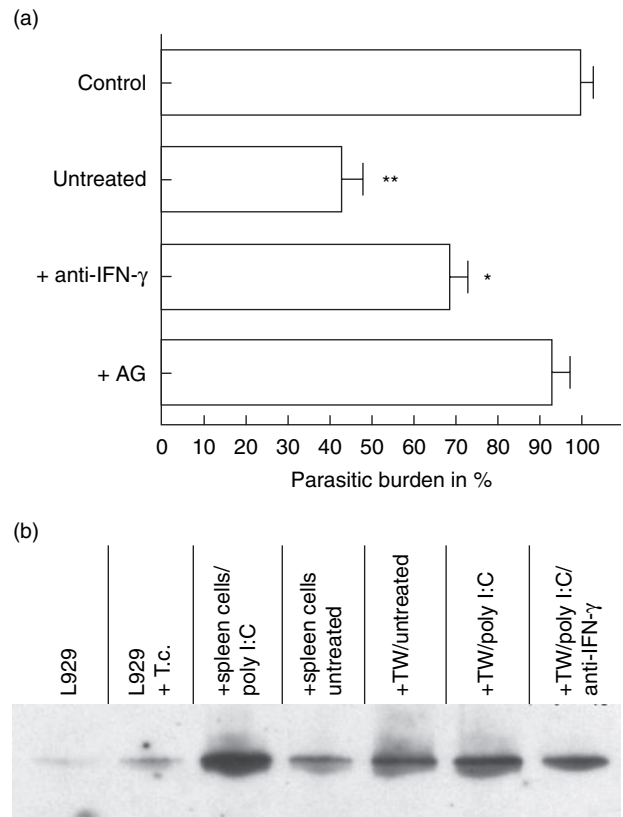 (a)
Control
Untreated
**
+ anti-IFN-γ
*
+ AG
0 10 20 30 40 50 60 70 80 90 100
Parasitic burden in %
(b)
L929
L929
+ T.c.
+spleen cells/
poly I:C
+spleen cells
untreated
+TW/untreated
+TW/poly I:C
+TW/poly I:C/
anti-IFN-γ